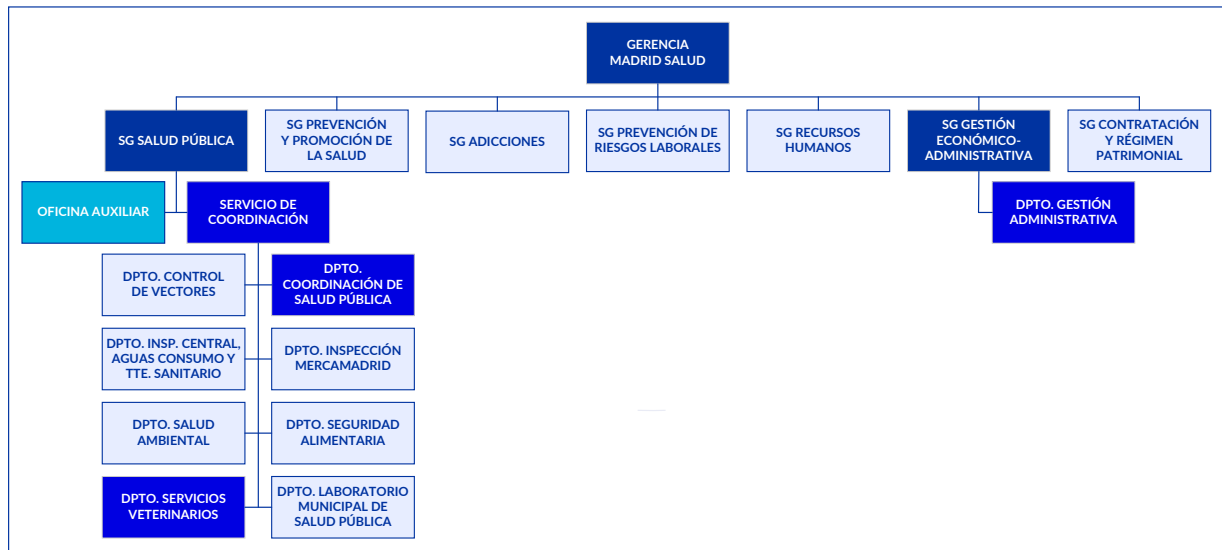 GERENCIA
MADRID SALUD
SG SALUD PÚBLICA
SG PREVENCIÓN
Y PROMOCIÓN DE
LA SALUD
SG ADICCIONES
SG PREVENCIÓN DE
RIESGOS LABORALES
SG RECURSOS
HUMANOS
SG GESTIÓN
ECONÓMICO-
ADMINISTRATIVA
SG CONTRATACIÓN
Y RÉGIMEN
PATRIMONIAL
OFICINA AUXILIAR
SERVICIO DE
COORDINACIÓN
DPTO. GESTIÓN
ADMINISTRATIVA
DPTO. CONTROL
DE VECTORES
DPTO.
COORDINACIÓN DE
SALUD PÚBLICA
DPTO. INSP. CENTRAL,
AGUAS CONSUMO Y
TTE. SANITARIO
DPTO. INSPECCIÓN
MERCAMADRID
DPTO. SALUD
AMBIENTAL
DPTO. SEGURIDAD
ALIMENTARIA
DPTO. SERVICIOS
VETERINARIOS
DPTO. LABORATORIO
MUNICIPAL DE
SALUD PÚBLICA